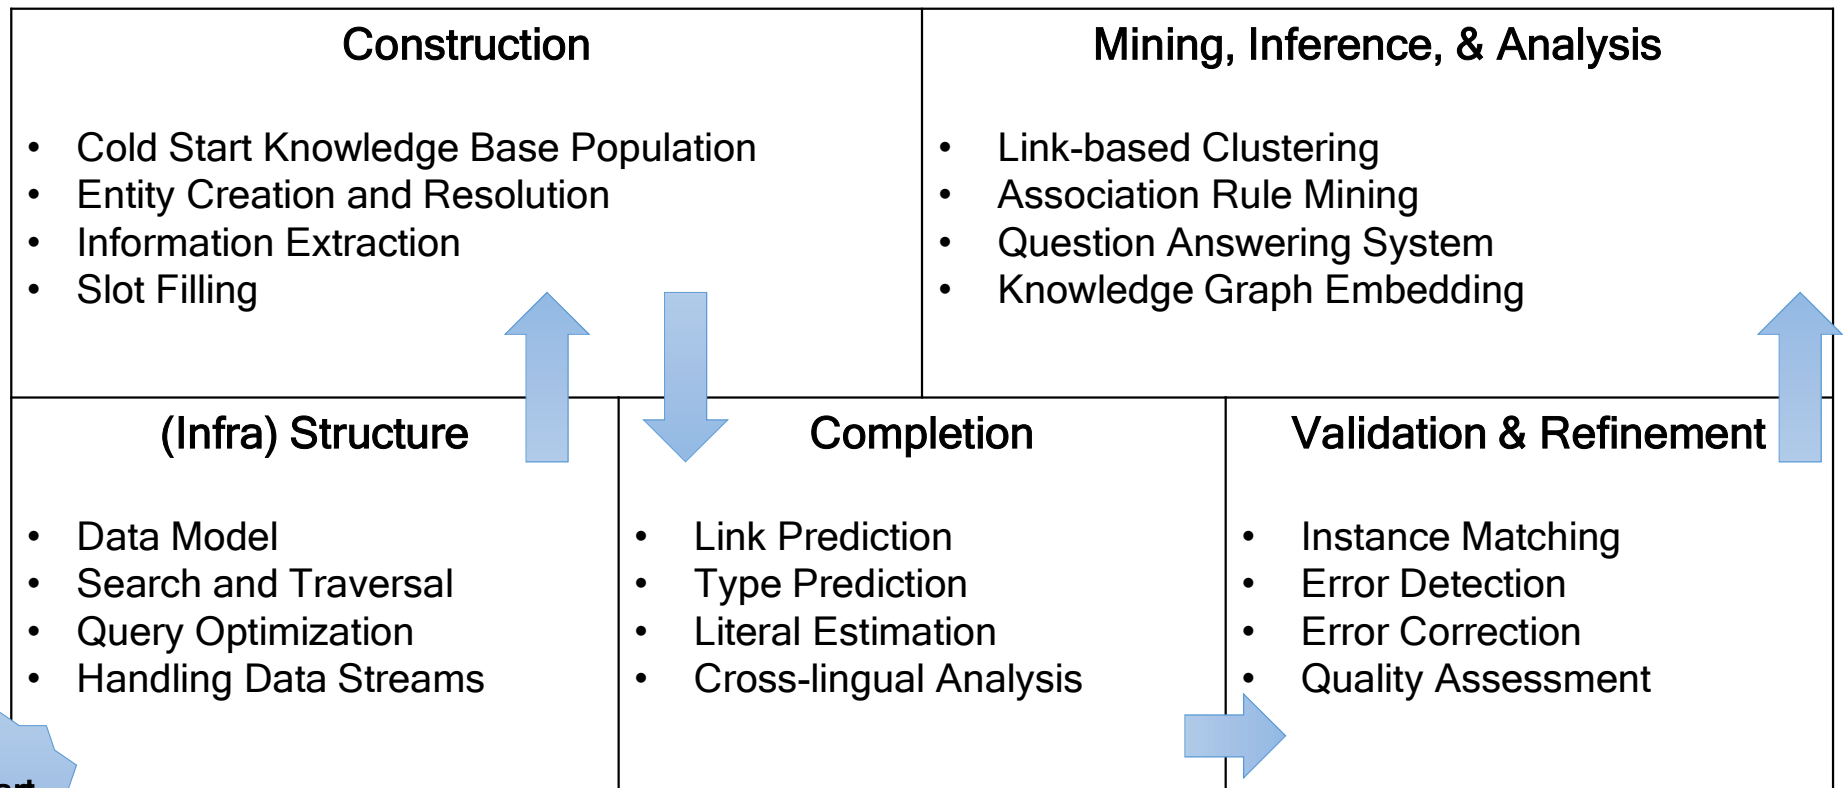 Construction
• Cold Start Knowledge Base Population
• Entity Creation and Resolution
• Information Extraction
• Slot Filling
Mining, Inference, & Analysis
• Link-based Clustering
• Association Rule Mining
• Question Answering System
• Knowledge Graph Embedding
(Infra) Structure
• Data Model
• Search and Traversal
• Query Optimization
• Handling Data Streams
Completion
• Link Prediction
• Type Prediction
• Literal Estimation
• Cross-lingual Analysis
Validation & Refinement
• Instance Matching
• Error Detection
• Error Correction
• Quality Assessment